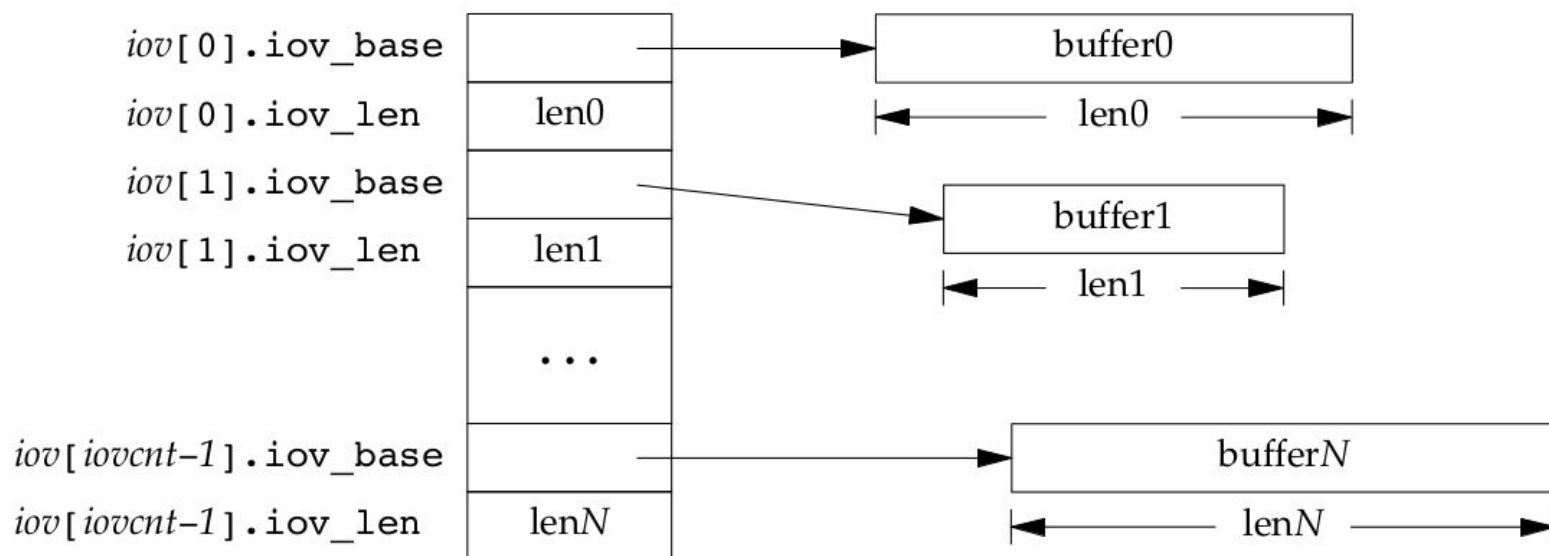 iov[0].iov_base buffer0
iov[0].iov_len len0 len0
iov[1].iov_base buffer1
iov[1].iov_len len1 len1
...
iov[iovcnt–1].iov_base bufferN
iov[iovcnt–1].iov_len lenN lenN